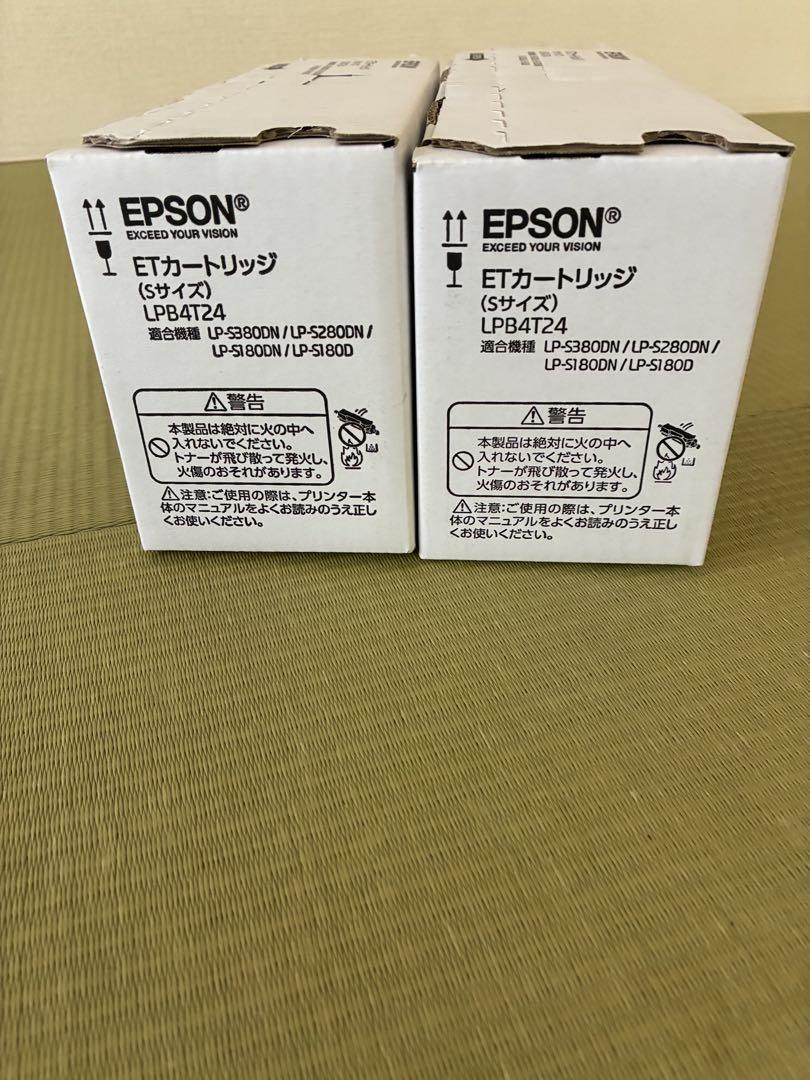 EPSON®
EXCEED YOUR VISION
ETカートリッジ
(Sサイズ)
LPB4T24
適合機種 LP-S380DN/LP-S280DN/
LP-S180DN/LP-S180D
⚠警告
本製品は絶対に火の中へ
入れないでください。
トナーが飛び散って発火し、
火傷のおそれがあります。
⚠注意:ご使用の際は、プリンター本
体のマニュアルをよくお読みのうえ正し
くお使いください。
EPSON®
EXCEED YOUR VISION
ETカートリッジ
(Sサイズ)
LPB4T24
適合機種 LP-S380DN/LP-S280DN/
LP-S180DN/LP-S180D
⚠警告
本製品は絶対に火の中へ
入れないでください。
トナーが飛び散って発火し、
火傷のおそれがあります。
⚠注意:ご使用の際は、プリンター本
体のマニュアルをよくお読みのうえ正し
くお使いください。